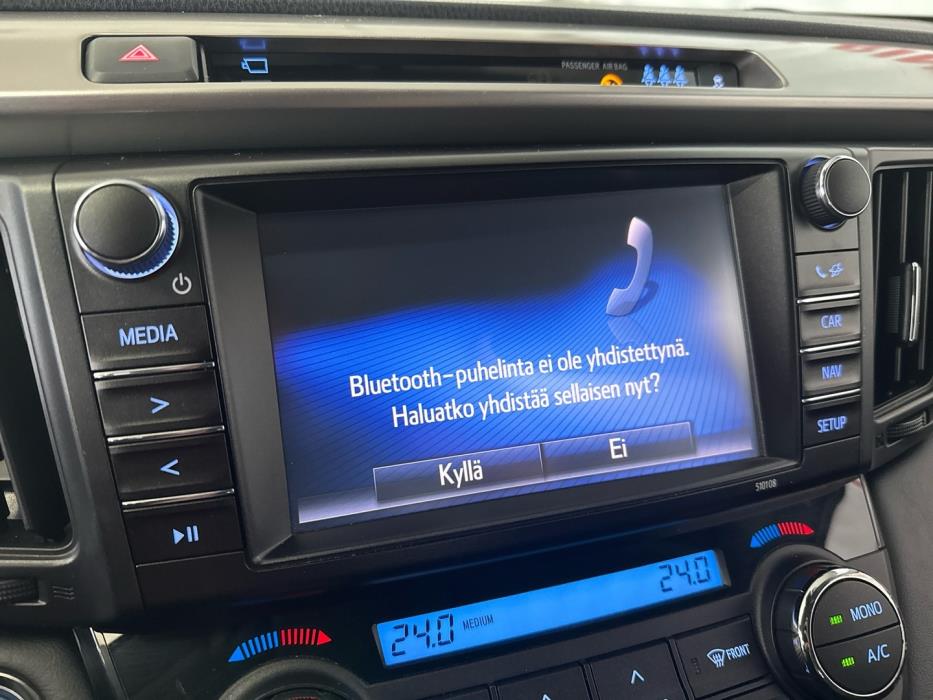 PASSENGER AIR BAG
MEDIA
>
<
Bluetooth-puhelinta ei ole yhdistettynä.
Haluatko yhdistää sellaisen nyt?
Kyllä
Ei
CAR
NAV
SETUP
510108
24.0
MEDIUM
24.0
FRONT
MONO
A/C